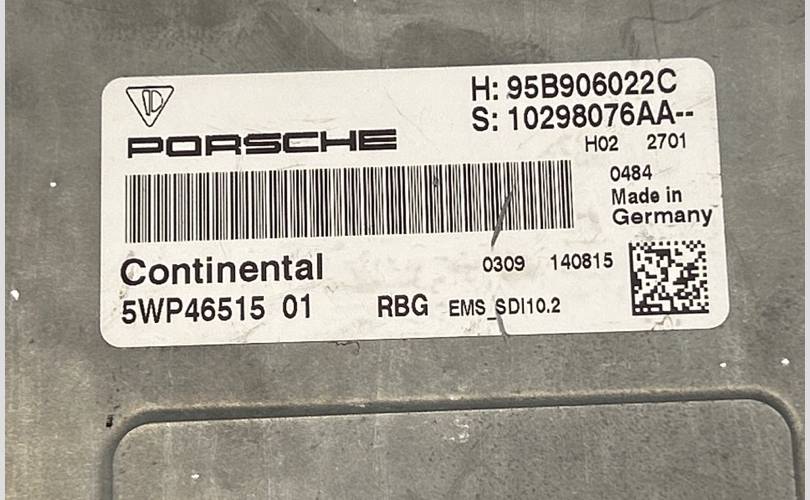 H: 95B906022C
S: 10298076AA--
PORSCHE
H02 2701
0484
Made in
Germany
Continental
0309 140815
5WP46515 01 RBG EMS_SDI10.2